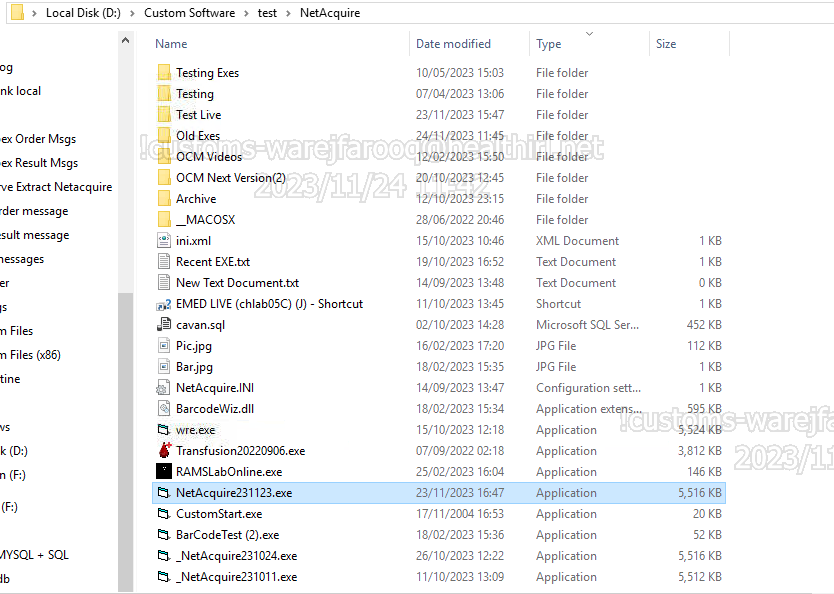 Local Disk (D:) › Custom Software › test › NetAcquire
Name Date modified Type Size
og
nk local
ex Order Msgs
ex Result Msgs
rve Extract Netacquire
rder message
esult message
nessages
er
gs
m Files
m Files (x86)
tine
ws
k (D:)
n (F:)
(F:)
MYSQL + SQL
db
Testing Exes 10/05/2023 15:03 File folder
Testing 07/04/2023 13:06 File folder
Test Live 23/11/2023 15:47 File folder
Old Exes 24/11/2023 11:45 File folder
OCM Videos 12/02/2023 15:50 File folder
OCM Next Version(2) 20/10/2023 12:45 File folder
Archive 12/10/2023 23:15 File folder
__MACOSX 28/06/2022 20:46 File folder
ini.xml 15/10/2023 10:46 XML Document 1 KB
Recent EXE.txt 19/10/2023 16:52 Text Document 1 KB
New Text Document.txt 14/09/2023 13:48 Text Document 0 KB
EMED LIVE (chlab05C) (J) - Shortcut 11/10/2023 13:45 Shortcut 1 KB
cavan.sql 02/10/2023 14:28 Microsoft SQL Ser... 452 KB
Pic.jpg 16/02/2023 17:20 JPG File 112 KB
Bar.jpg 18/02/2023 15:35 JPG File 1 KB
NetAcquire.INI 14/09/2023 13:47 Configuration sett... 1 KB
BarcodeWiz.dll 18/02/2023 15:34 Application extens... 595 KB
wre.exe 15/10/2023 12:18 Application 5,524 KB
Transfusion20220906.exe 07/09/2022 02:18 Application 3,812 KB
RAMSLabOnline.exe 25/02/2023 16:04 Application 146 KB
NetAcquire231123.exe 23/11/2023 16:47 Application 5,516 KB
CustomStart.exe 17/11/2004 16:53 Application 20 KB
BarCodeTest (2).exe 18/02/2023 15:36 Application 52 KB
_NetAcquire231024.exe 26/10/2023 12:22 Application 5,516 KB
_NetAcquire231011.exe 11/10/2023 13:09 Application 5,512 KB
2023/11/24 11:42
!customs-warejfa
2023/11